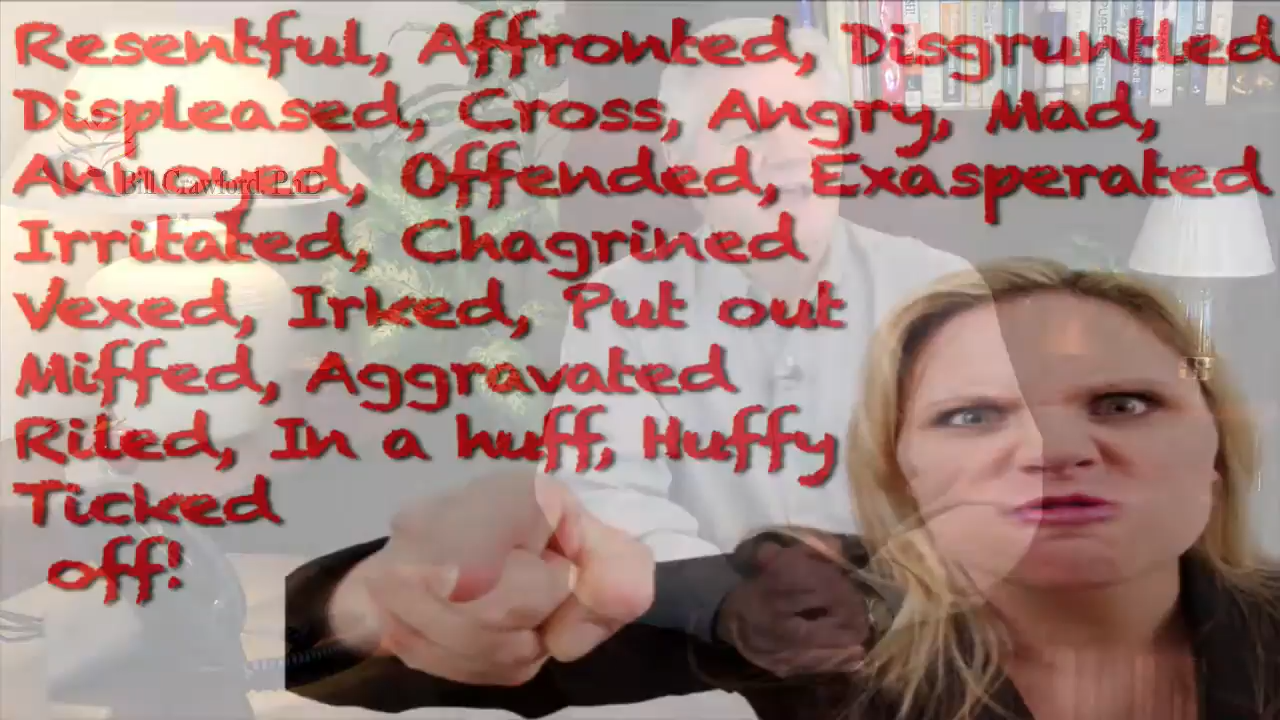 Resentful, Affronted, Disgruntled
Displeased, Cross, Angry, Mad,
Annoyed, Offended, Exasperated
Bill Crawford, PhD
Irritated, Chagrined
Vexed, Irked, Put out
Miffed, Aggravated
Riled, In a huff, Huffy
Ticked
off!